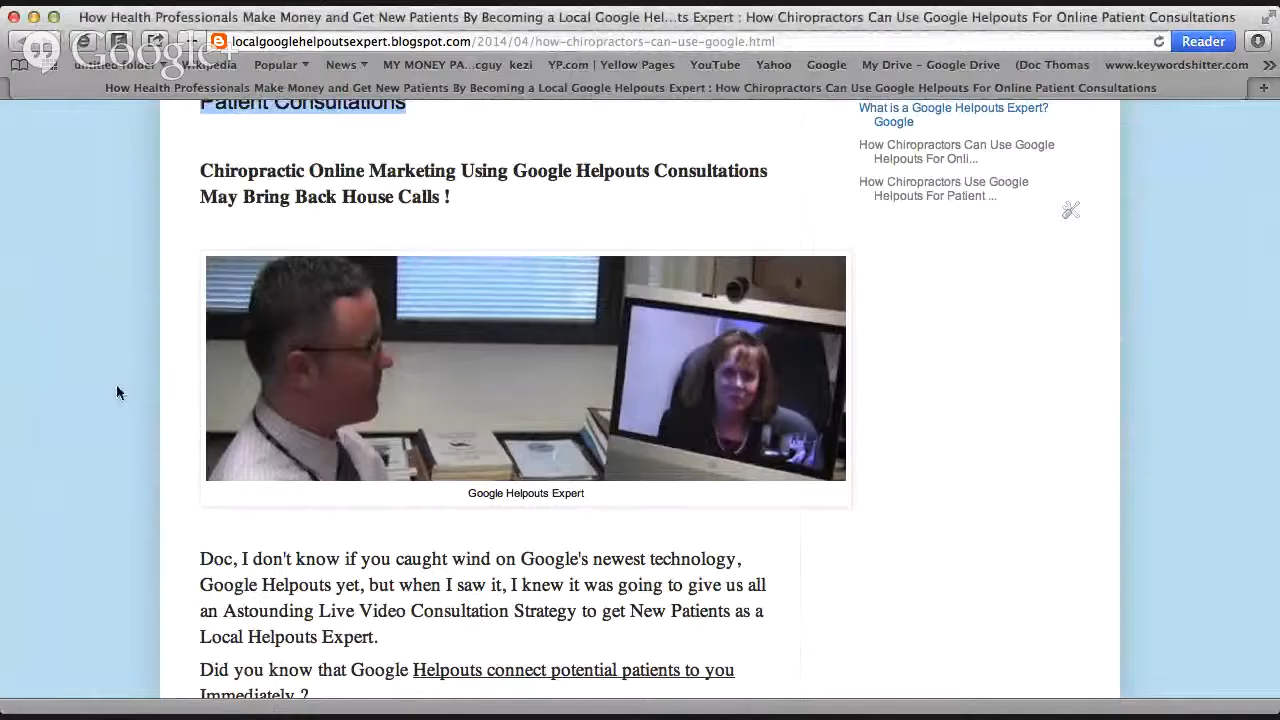 How Health Professionals Make Money and Get New Patients By Becoming a Local Google Hel...ts Expert : How Chiropractors Can Use Google Helpouts For Online Patient Consultations
Google+
localgooglehelpoutsexpert.blogspot.com/2014/04/how-chiropractors-can-use-google.html
Reader
untitled folder Wikipedia Popular News MY MONEY PA...cguy kezi YP.com | Yellow Pages YouTube Yahoo Google My Drive - Google Drive (Doc Thomas www.keywordshitter.com
How Health Professionals Make Money and Get New Patients By Becoming a Local Google Helpouts Expert : How Chiropractors Can Use Google Helpouts For Online Patient Consultations
Patient Consultations
Chiropractic Online Marketing Using Google Helpouts Consultations
May Bring Back House Calls !
Google Helpouts Expert
Doc, I don't know if you caught wind on Google's newest technology,
Google Helpouts yet, but when I saw it, I knew it was going to give us all
an Astounding Live Video Consultation Strategy to get New Patients as a
Local Helpouts Expert.
Did you know that Google Helpouts connect potential patients to you
Immediately ?
What is a Google Helpouts Expert?
Google
How Chiropractors Can Use Google
Helpouts For Onli...
How Chiropractors Use Google
Helpouts For Patient ...